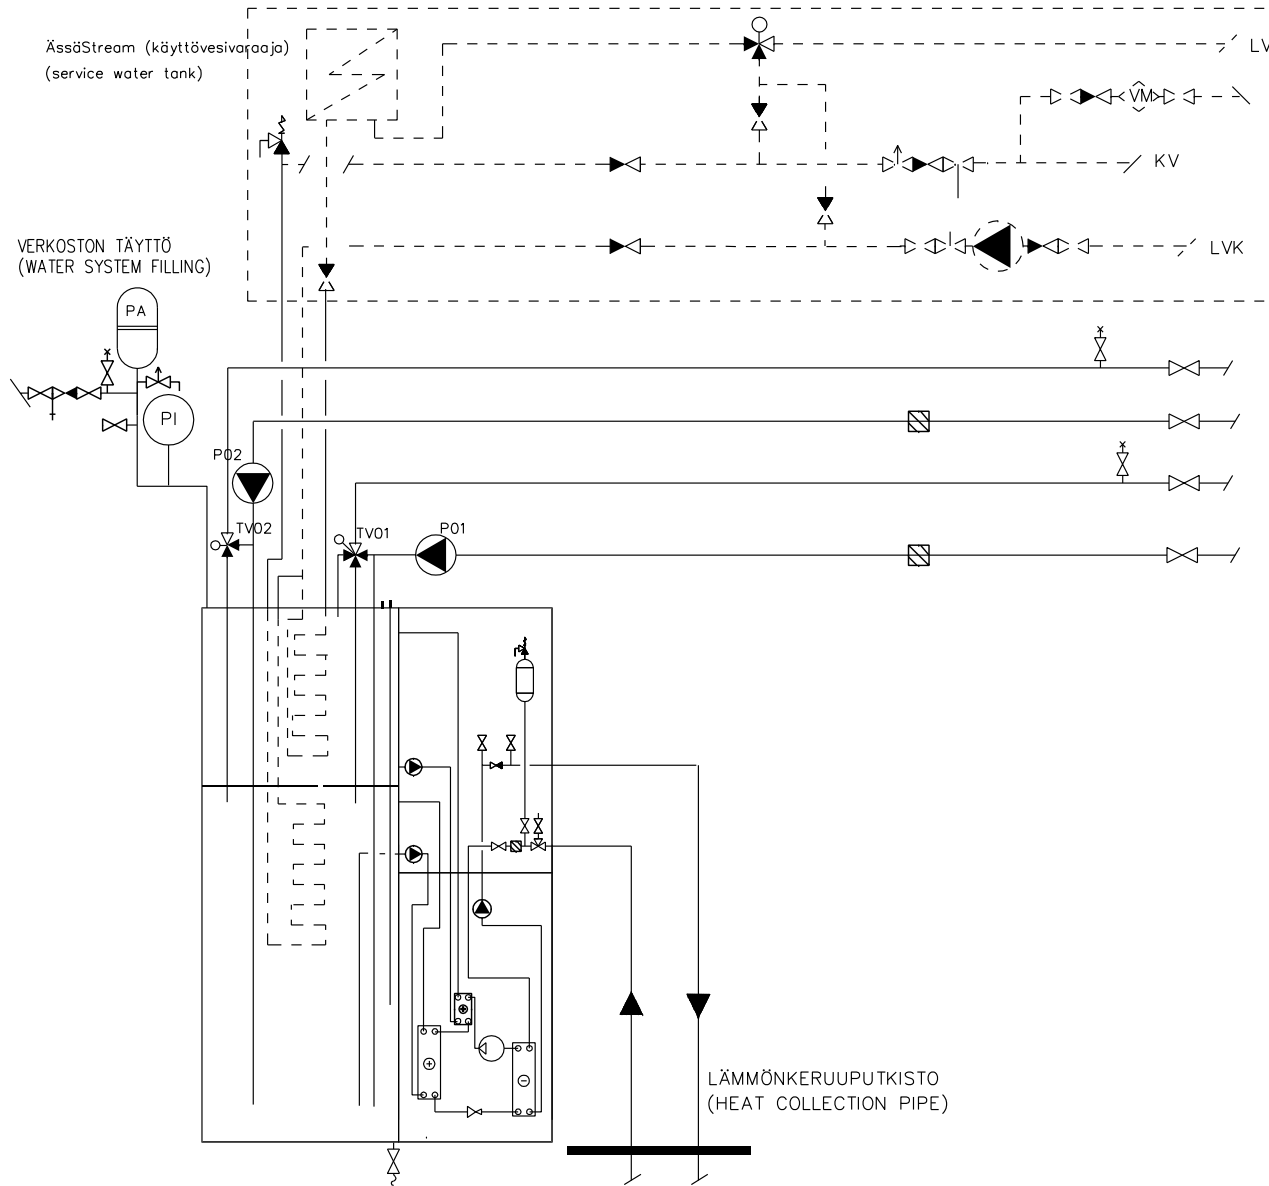 ÄssäStream (käyttövesivaraaja)
(service water tank)
LV
VM
KV
LVK
VERKOSTON TÄYTTÖ
(WATER SYSTEM FILLING)
PA
PI
P02
TV02
TV01
P01
LÄMMÖNKERUUPUTKISTO
(HEAT COLLECTION PIPE)